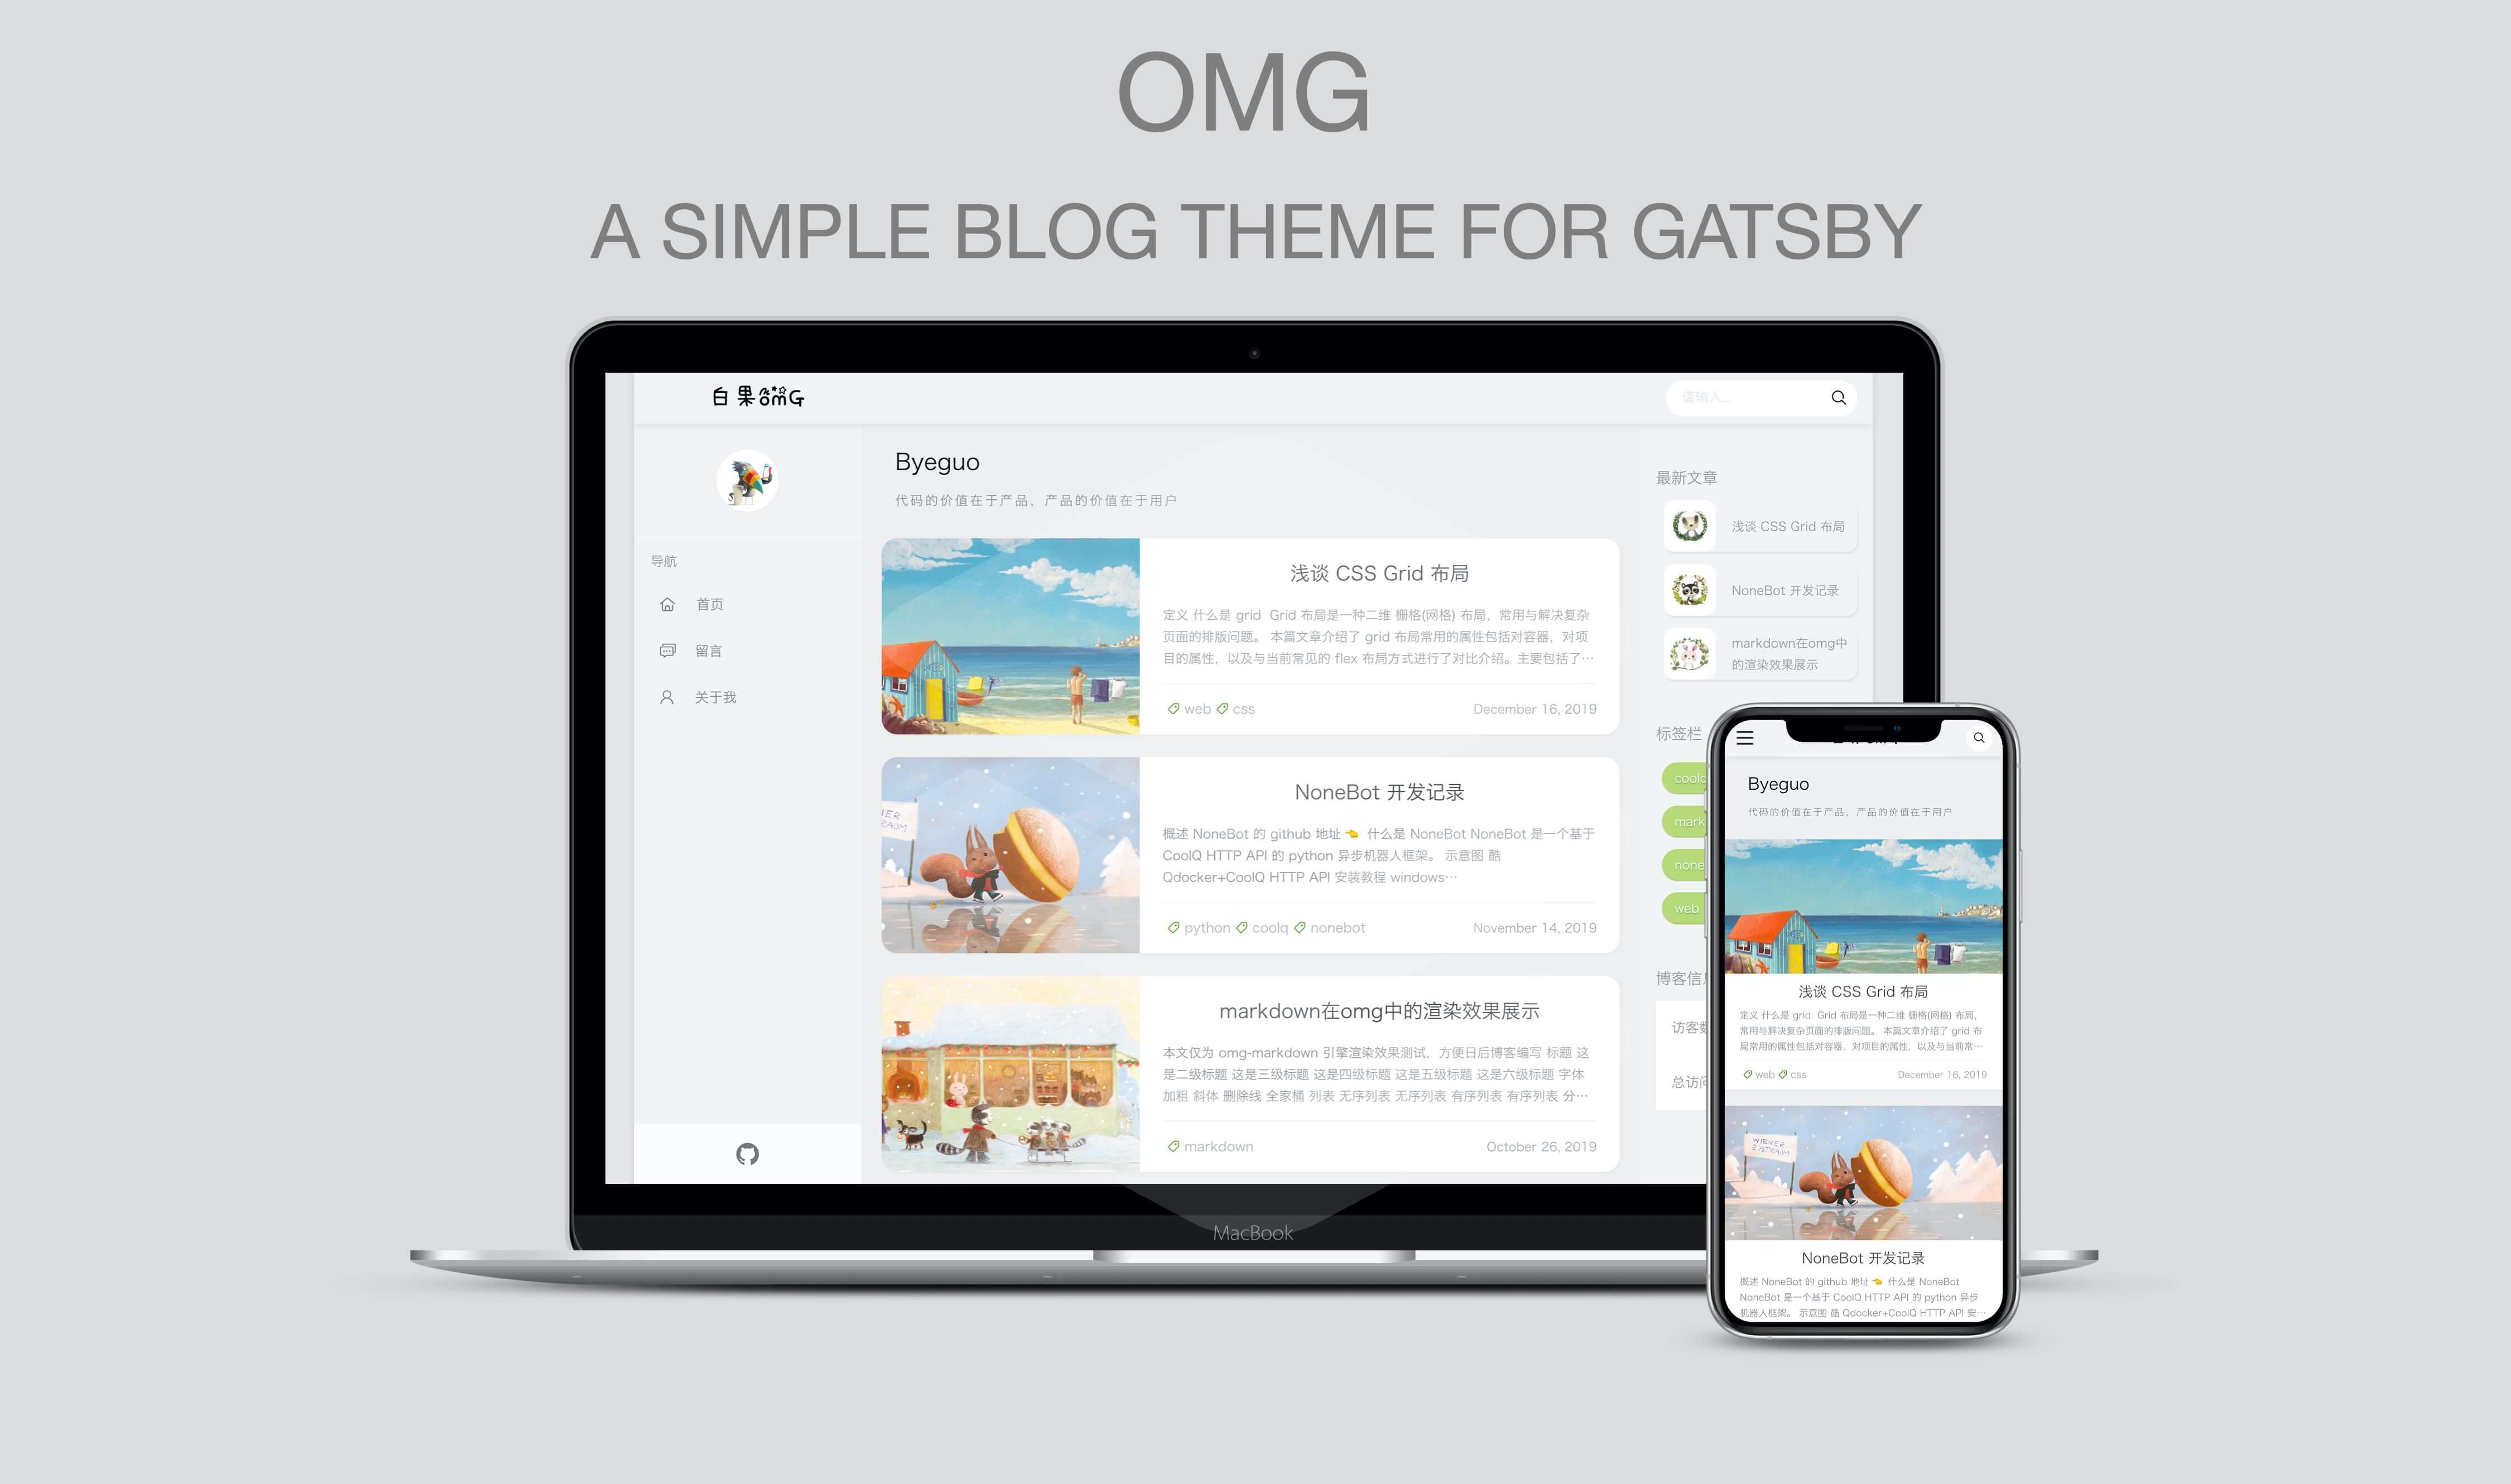 OMG
A SIMPLE BLOG THEME FOR GATSBY
白果omG
请输入...
导航
首页
留言
关于我
Byeguo
代码的价值在于产品，产品的价值在于用户
浅谈 CSS Grid 布局
定义 什么是 grid Grid 布局是一种二维 栅格(网格) 布局，常用与解决复杂
页面的排版问题。 本篇文章介绍了 grid 布局常用的属性包括对容器，对项
目的属性，以及与当前常见的 flex 布局方式进行了对比介绍。主要包括了…
web css
December 16, 2019
NoneBot 开发记录
概述 NoneBot 的 github 地址 👈 什么是 NoneBot NoneBot 是一个基于
CoolQ HTTP API 的 python 异步机器人框架。 示意图 酷
Qdocker+CoolQ HTTP API 安装教程 windows…
python coolq nonebot
November 14, 2019
markdown在omg中的渲染效果展示
本文仅为 omg-markdown 引擎渲染效果测试，方便日后博客编写 标题 这
是二级标题 这是三级标题 这是四级标题 这是五级标题 这是六级标题 字体
加粗 斜体 删除线 全家桶 列表 无序列表 无序列表 有序列表 有序列表 分…
markdown
October 26, 2019
最新文章
浅谈 CSS Grid 布局
NoneBot 开发记录
markdown在omg中
的渲染效果展示
标签栏
mark
none
web
博客信
访客数
总访问
MacBook
Byeguo
代码的价值在于产品，产品的价值在于用户
浅谈 CSS Grid 布局
定义 什么是 grid Grid 布局是一种二维 栅格(网格) 布局，
常用与解决复杂页面的排版问题。 本篇文章介绍了 grid 布
局常用的属性包括对容器，对项目的属性，以及与当前常…
web css
December 16, 2019
WIENER
NoneBot 开发记录
概述 NoneBot 的 github 地址 👈 什么是 NoneBot
NoneBot 是一个基于 CoolQ HTTP API 的 python 异步
机器人框架。 示意图 酷 Qdocker+CoolQ HTTP API 安…